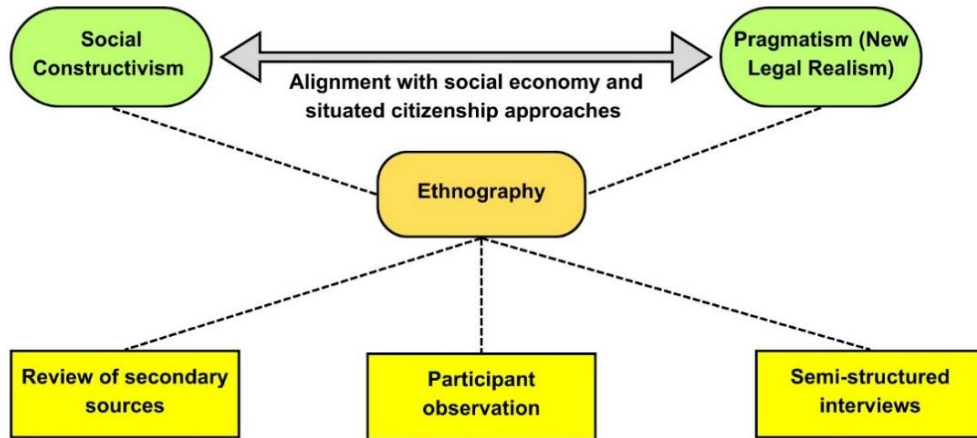 Social
Constructivism
Pragmatism (New
Legal Realism)
Alignment with social economy and
situated citizenship approaches
Ethnography
Review of secondary
sources
Participant
observation
Semi-structured
interviews